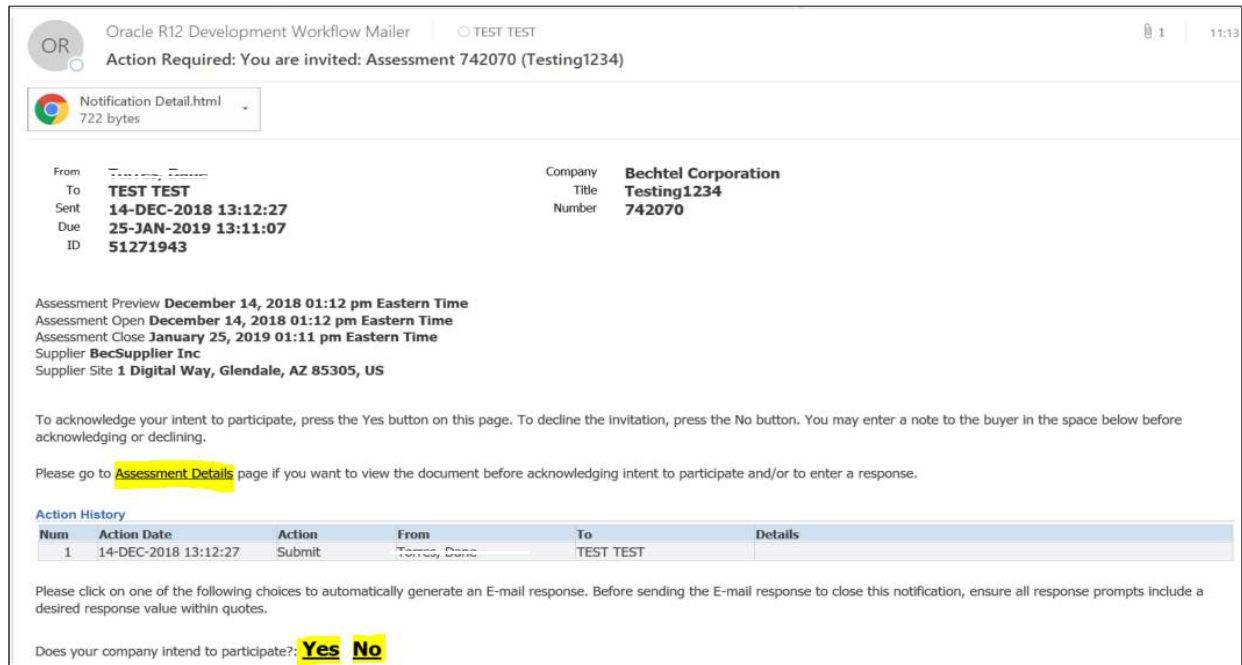 OR
Oracle R12 Development Workflow Mailer TEST TEST
1 11:13
Action Required: You are invited: Assessment 742070 (Testing1234)
Notification Detail.html
722 bytes
From
To TEST TEST
Sent 14-DEC-2018 13:12:27
Due 25-JAN-2019 13:11:07
ID 51271943
Company Bechtel Corporation
Title Testing1234
Number 742070
Assessment Preview December 14, 2018 01:12 pm Eastern Time
Assessment Open December 14, 2018 01:12 pm Eastern Time
Assessment Close January 25, 2019 01:11 pm Eastern Time
Supplier BecSupplier Inc
Supplier Site 1 Digital Way, Glendale, AZ 85305, US
To acknowledge your intent to participate, press the Yes button on this page. To decline the invitation, press the No button. You may enter a note to the buyer in the space below before
acknowledging or declining.
Please go to Assessment Details page if you want to view the document before acknowledging intent to participate and/or to enter a response.
Action History
Num Action Date Action From To Details
1 14-DEC-2018 13:12:27 Submit TEST TEST
Please click on one of the following choices to automatically generate an E-mail response. Before sending the E-mail response to close this notification, ensure all response prompts include a
desired response value within quotes.
Does your company intend to participate?: Yes No